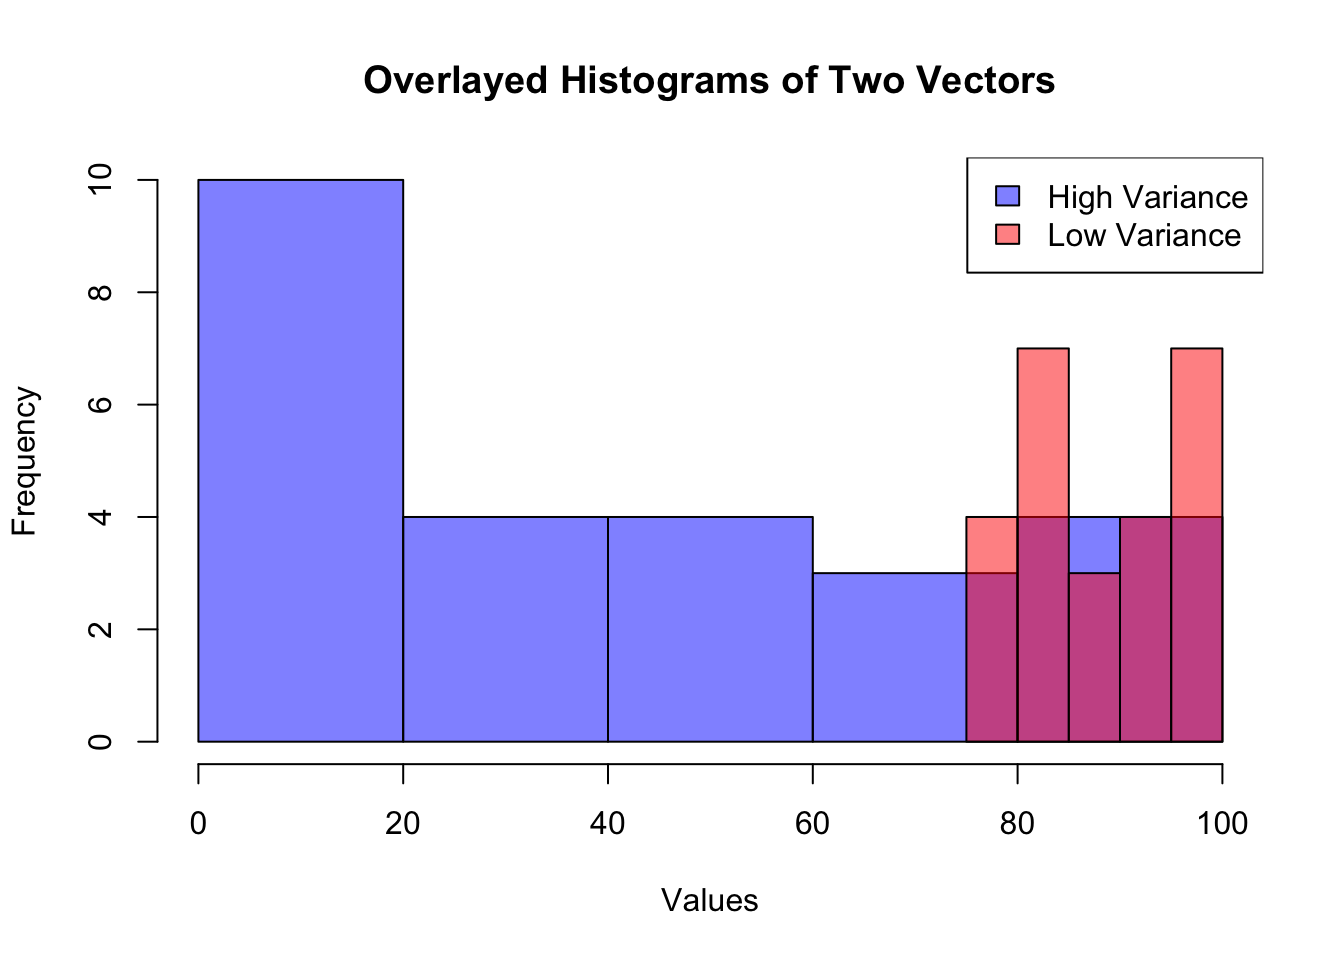 Overlayed Histograms of Two Vectors
High Variance
Low Variance
Frequency
10
8
6
4
2
0
0 20 40 60 80 100
Values